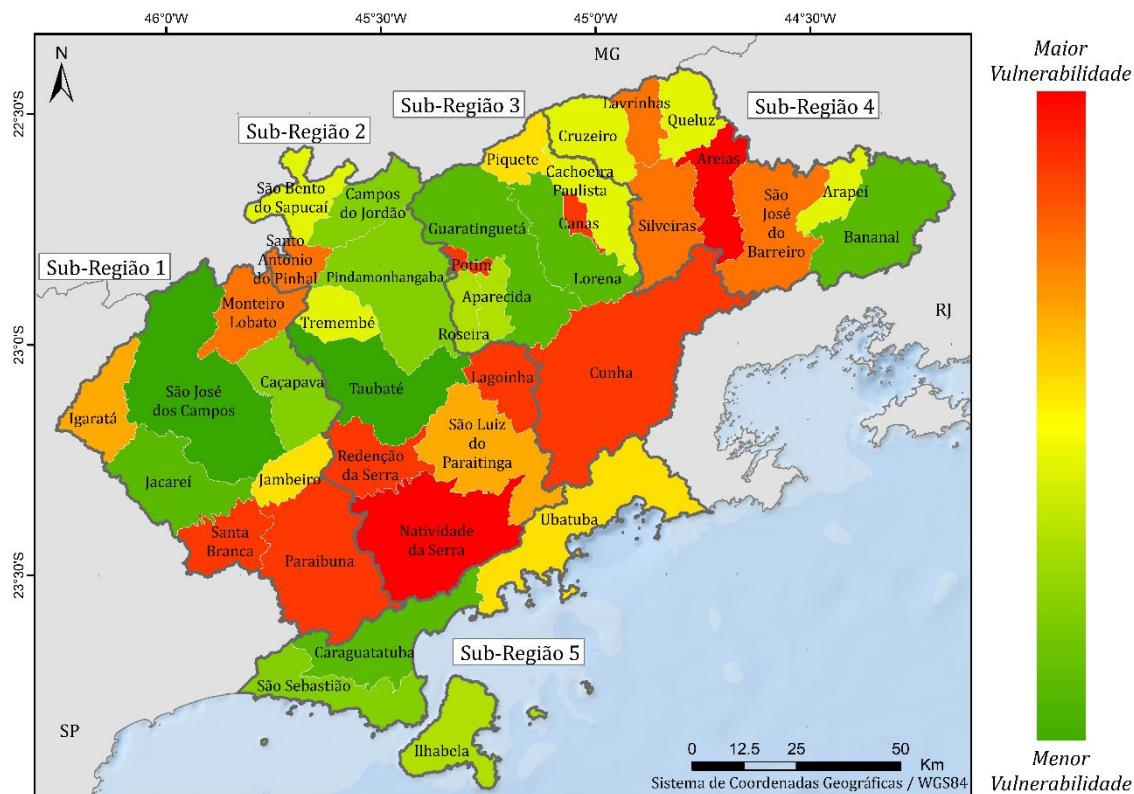 46°0'W
45°30'W
45°0'W
44°30'W
N
MG
Maior
Vulnerabilidade
22°30'S
Sub-Região 3
Sub-Região 4
Sub-Região 2
Lavrinhas
Queluz
Cruzeiro
Piquete
Areias
Cachoeira
Paulista
São Bento
do Sapucaí
Campos
do Jordão
Arapeí
Canas
Guaratinguetá
Silveiras
São
José
do
Barreiro
Bananal
Santo
Antonio
do Pinhal
Sub-Região 1
Potim
Pindamonhangaba
Lorena
Aparecida
Monteiro
Lobato
Tremembé
Roseira
RJ
23°0'S
Caçapava
Taubaté
Lagoinha
Cunha
São José
dos Campos
Igaratá
São Luiz
do
Paraitinga
Redenção
da Serra
Jacareí
Jambeiro
Ubatuba
Natividade
da Serra
Santa
Branca
Paraibuna
23°30'S
Caraguatatuba
Sub-Região 5
São Sebastião
SP
Ilhabela
0 12.5 25 50
Km
Sistema de Coordenadas Geográficas / WGS84
Menor
Vulnerabilidade